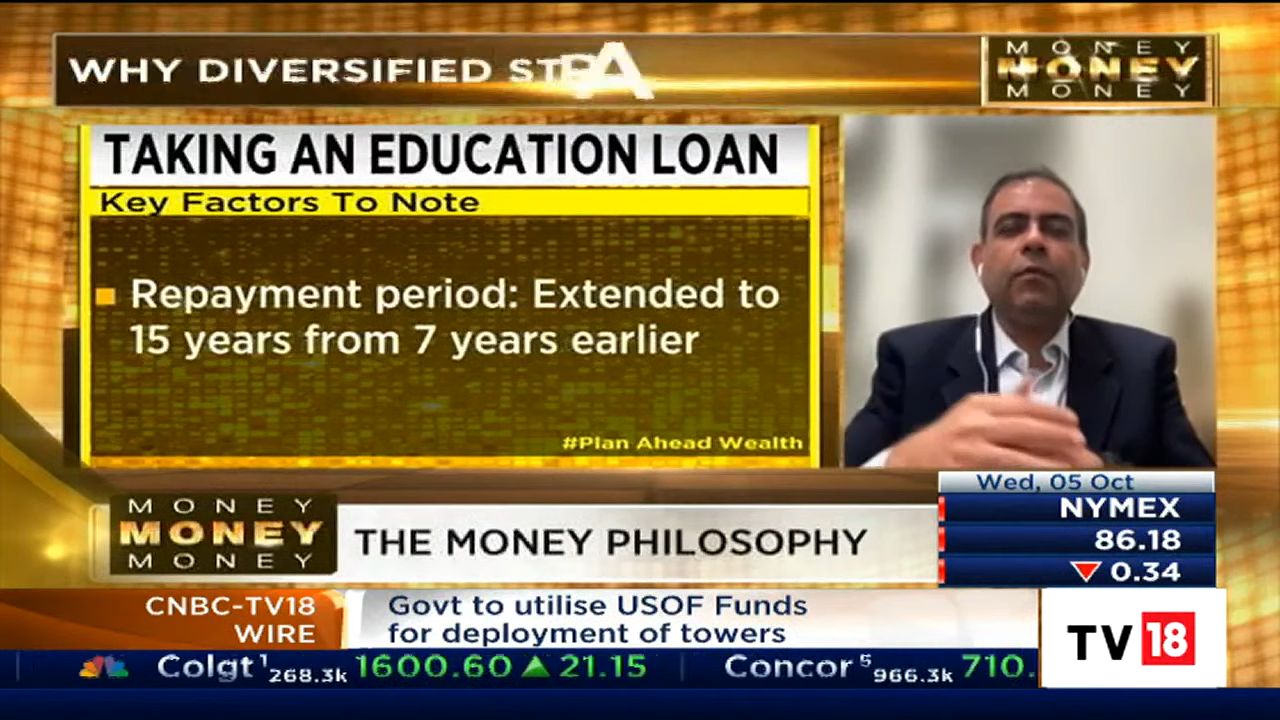 WHY DIVERSIFIED STRA
MONEY
MONEY
MONEY
TAKING AN EDUCATION LOAN
Key Factors To Note
Repayment period: Extended to
15 years from 7 years earlier
#Plan Ahead Wealth
Wed, 05 Oct
NYMEX
86.18
0.34
MONEY
MONEY
MONEY
THE MONEY PHILOSOPHY
CNBC-TV18
WIRE
Govt to utilise USOF Funds
for deployment of towers
TV18
Colgt 1 268.3k 1600.60 ▲ 21.15 Concor 5 966.3k 710.